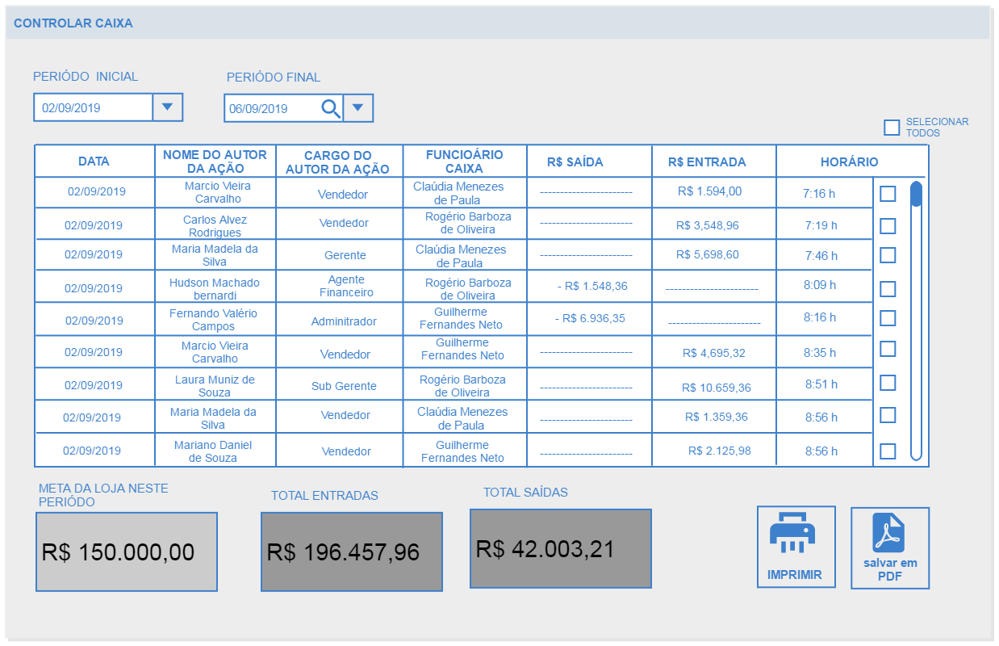 CONTROLAR CAIXA
PERIÓDO INICIAL
PERIÓDO FINAL
02/09/2019
06/09/2019
SELECIONAR
TODOS
DATA
NOME DO AUTOR
DA AÇÃO
CARGO DO
AUTOR DA AÇÃO
FUNCIOÁRIO
CAIXA
R$ SAÍDA
R$ ENTRADA
HORÁRIO
02/09/2019
Marcio Vieira
Carvalho
Vendedor
Claúdia Menezes
de Paula
-----------------------
R$ 1.594,00
7:16 h
02/09/2019
Carlos Alvez
Rodrigues
Vendedor
Rogério Barboza
de Oliveira
-----------------------
R$ 3,548,96
7:19 h
02/09/2019
Maria Madela da
Silva
Gerente
Claúdia Menezes
de Paula
-----------------------
R$ 5,698,60
7:46 h
02/09/2019
Hudson Machado
bernardi
Agente
Financeiro
Rogério Barboza
de Oliveira
- R$ 1.548,36
-----------------------
8:09 h
02/09/2019
Fernando Valério
Campos
Adminitrador
Guilherme
Fernandes Neto
- R$ 6.936,35
-----------------------
8:16 h
02/09/2019
Marcio Vieira
Carvalho
Vendedor
Guilherme
Fernandes Neto
-----------------------
R$ 4,695,32
8:35 h
02/09/2019
Laura Muniz de
Souza
Sub Gerente
Rogério Barboza
de Oliveira
-----------------------
R$ 10.659,36
8:51 h
02/09/2019
Maria Madela da
Silva
Vendedor
Claúdia Menezes
de Paula
-----------------------
R$ 1.359,36
8:56 h
02/09/2019
Mariano Daniel
de Souza
Vendedor
Guilherme
Fernandes Neto
-----------------------
R$ 2.125,98
8:56 h
META DA LOJA NESTE
PERIÓDO
TOTAL ENTRADAS
TOTAL SAÍDAS
R$ 150.000,00
R$ 196.457,96
R$ 42.003,21
IMPRIMIR
salvar em
PDF